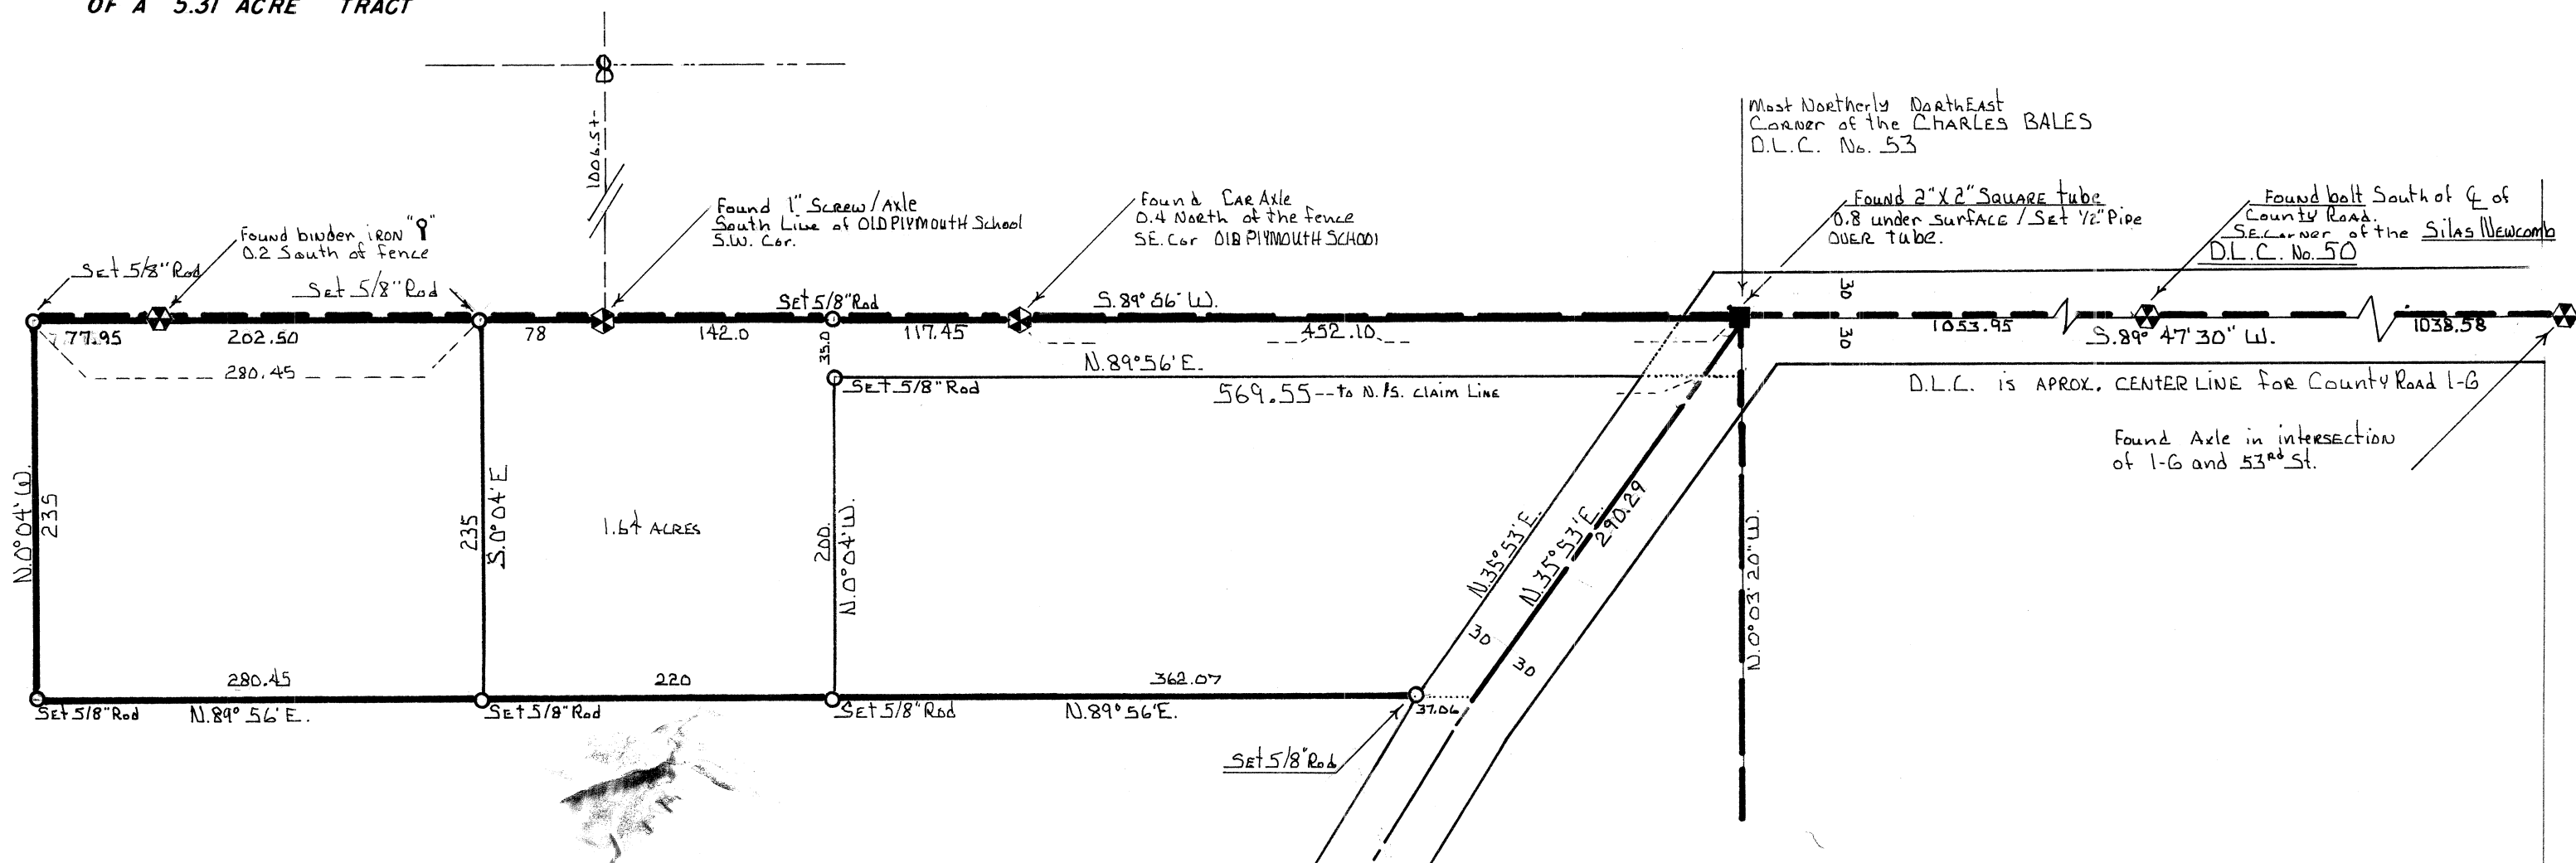 OF A 5.31 ACRE TRACT
8
1006.5+-
Most Northerly NorthEast
Corner of the CHARLES BALES
D.L.C. No. 53
Found binder iRON "
0.2 South of fence
Set 5/8" Rod
Set 5/8" Rod
Found 1" Screw/Axle
South Line of OLD PLYMOUTH School
S.W. Cor.
Found CAR Axle
0.4 North of the fence
S.E. Cor OLD PLYMOUTH SCHOOL
Found 2" X 2" Square tube
0.8 under surface / Set 1/2" Pipe
OVER tube.
Found bolt South of ℄ of
County Road.
S.E. Corner of the Silas Newcomb
D.L.C. No. 50
Set 5/8" Rod
S.89° 56' W.
30
77.95
202.50
78
142.0
117.45
452.10
30
1053.95
S.89° 47'30" W.
1038.58
280.45
35.0
N.89°56'E.
Set 5/8" Rod
569.55--to N./S. CLAIM LINE
D.L.C. is APROX. CENTER LINE FOR County Road 1-G
Found Axle in intersection
of 1-G and 53RD St.
N.0°04'W.
235
235
S.0°04'E
1.64 ACRES
200.
N.0°04'W.
N.35°53'E.
N.35°53'E.
290.29
N.0°03'20"W.
30
30
280.45
220
362.07
Set 5/8" Rod
N.89°56'E.
Set 5/8" Rod
Set 5/8" Rod
N.89°56'E.
37.06
Set 5/8" Rod